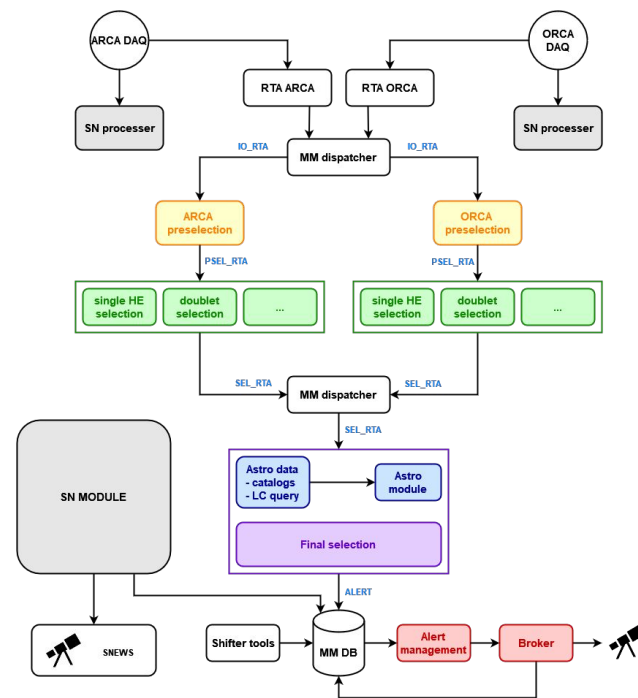 ARCA DAQ
ORCA
DAQ
RTA ARCA
RTA ORCA
SN processer
SN processer
MM dispatcher
IO_RTA
IO_RTA
ARCA
preselection
ORCA
preselection
PSEL_RTA
PSEL_RTA
single HE
selection
doublet
selection
...
single HE
selection
doublet
selection
...
SEL_RTA
SEL_RTA
MM dispatcher
SEL_RTA
SN MODULE
Astro data
- catalogs
- LC query
Astro
module
Final selection
ALERT
SNEWS
Shifter tools
MM DB
Alert
management
Broker